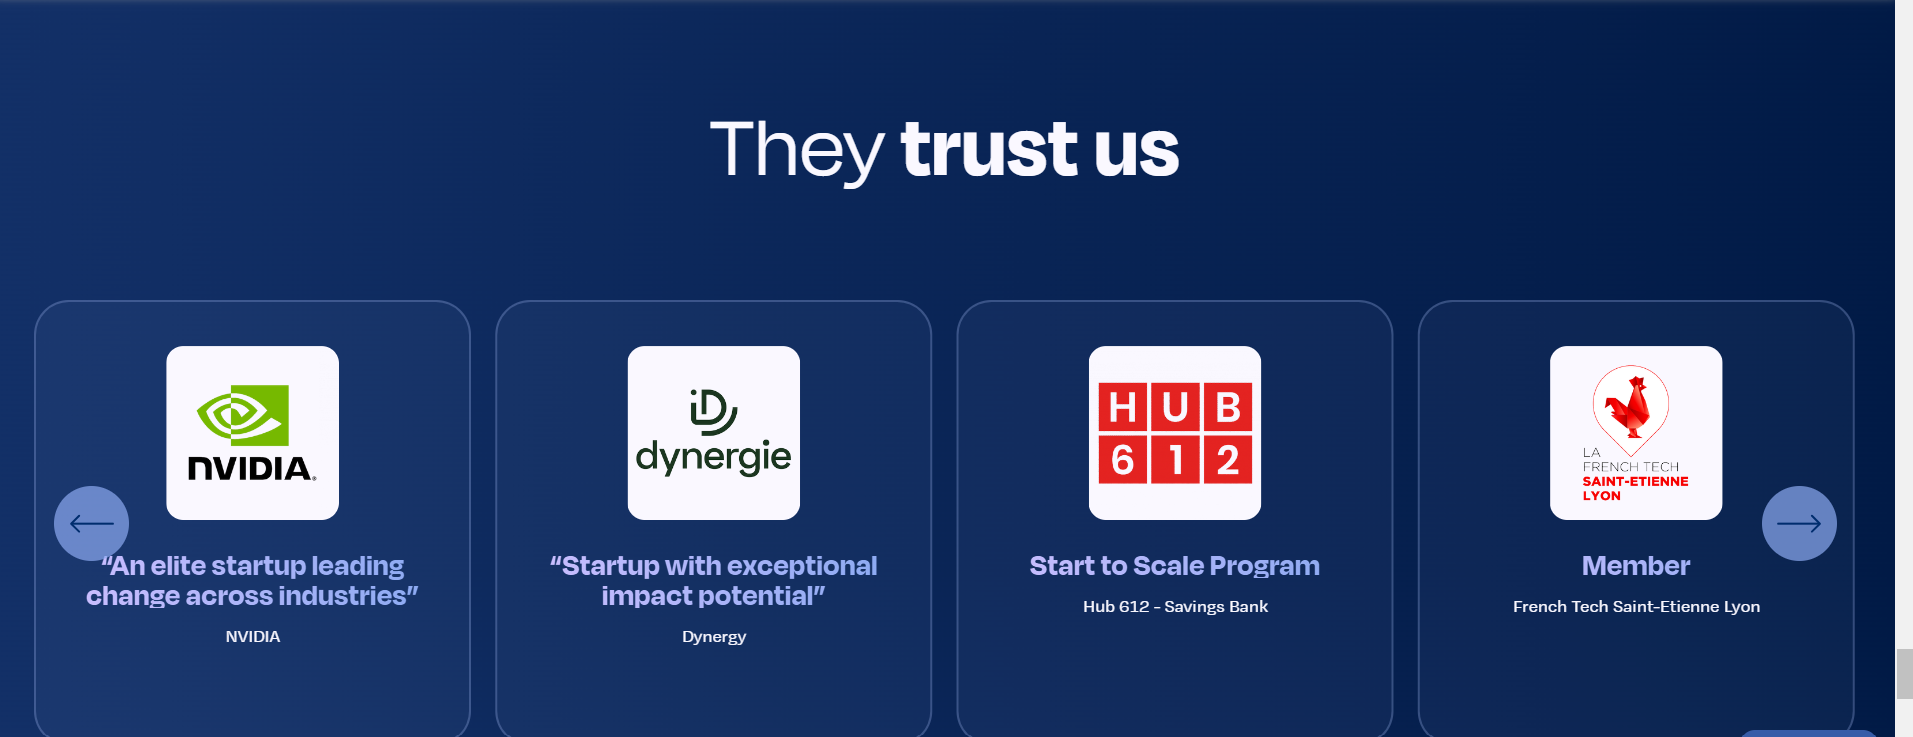 They trust us
NVIDIA
“An elite startup leading
change across industries”
NVIDIA
iD
dynergie
“Startup with exceptional
impact potential”
Dynergy
HUB
612
Start to Scale Program
Hub 612 - Savings Bank
LA
FRENCH TECH
SAINT-ETIENNE
LYON
Member
French Tech Saint-Etienne Lyon